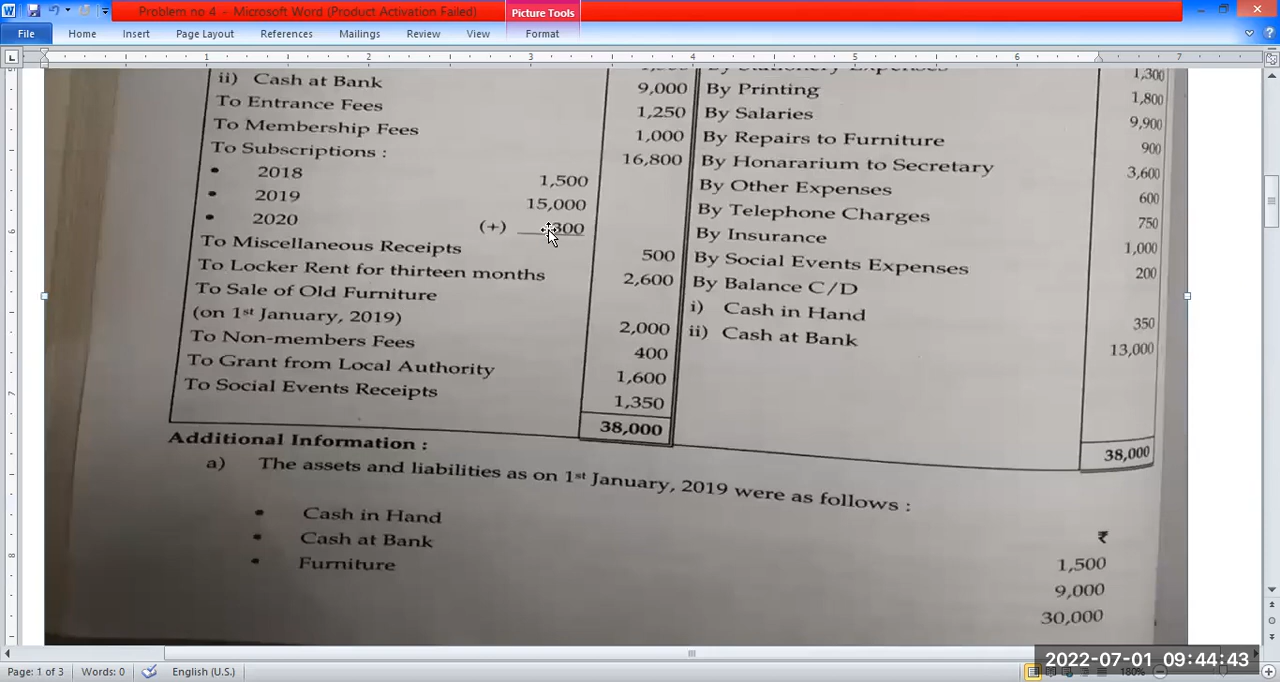 Problem no 4 - Microsoft Word (Product Activation Failed)
Picture Tools
File Home Insert Page Layout References Mailings Review View Format
1 2 3 4 5 6 7
ii) Cash at Bank 9,000 By Printing 1,800
To Entrance Fees 1,250 By Salaries 9,900
To Membership Fees 1,000 By Repairs to Furniture 900
To Subscriptions : 16,800 By Honararium to Secretary 3,600
• 2018 1,500 By Other Expenses 600
• 2019 15,000 By Telephone Charges 750
• 2020 (+) 300 By Insurance 1,000
To Miscellaneous Receipts 500 By Social Events Expenses 200
To Locker Rent for thirteen months 2,600 By Balance C/D
To Sale of Old Furniture i) Cash in Hand 350
(on 1st January, 2019) 2,000 ii) Cash at Bank 13,000
To Non-members Fees 400
To Grant from Local Authority 1,600
To Social Events Receipts 1,350
38,000 38,000
Additional Information :
a) The assets and liabilities as on 1st January, 2019 were as follows :
₹
• Cash in Hand 1,500
• Cash at Bank 9,000
• Furniture 30,000
2022-07-01 09:44:43
Page: 1 of 3 Words: 0 English (U.S.) 180%